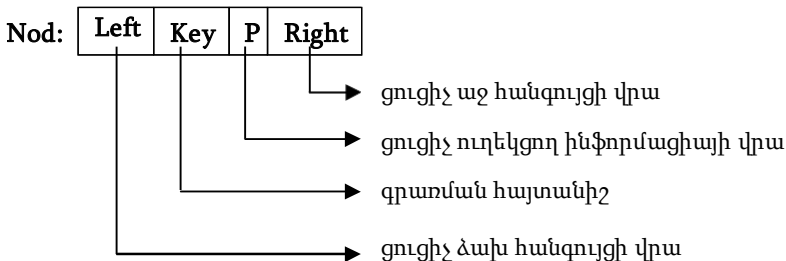 Nod: Left Key P Right
ցուցիչ աջ հանգույցի վրա
ցուցիչ ուղեկցող ինֆորմացիայի վրա
գրառման հայտանիշ
ցուցիչ ձախ հանգույցի վրա